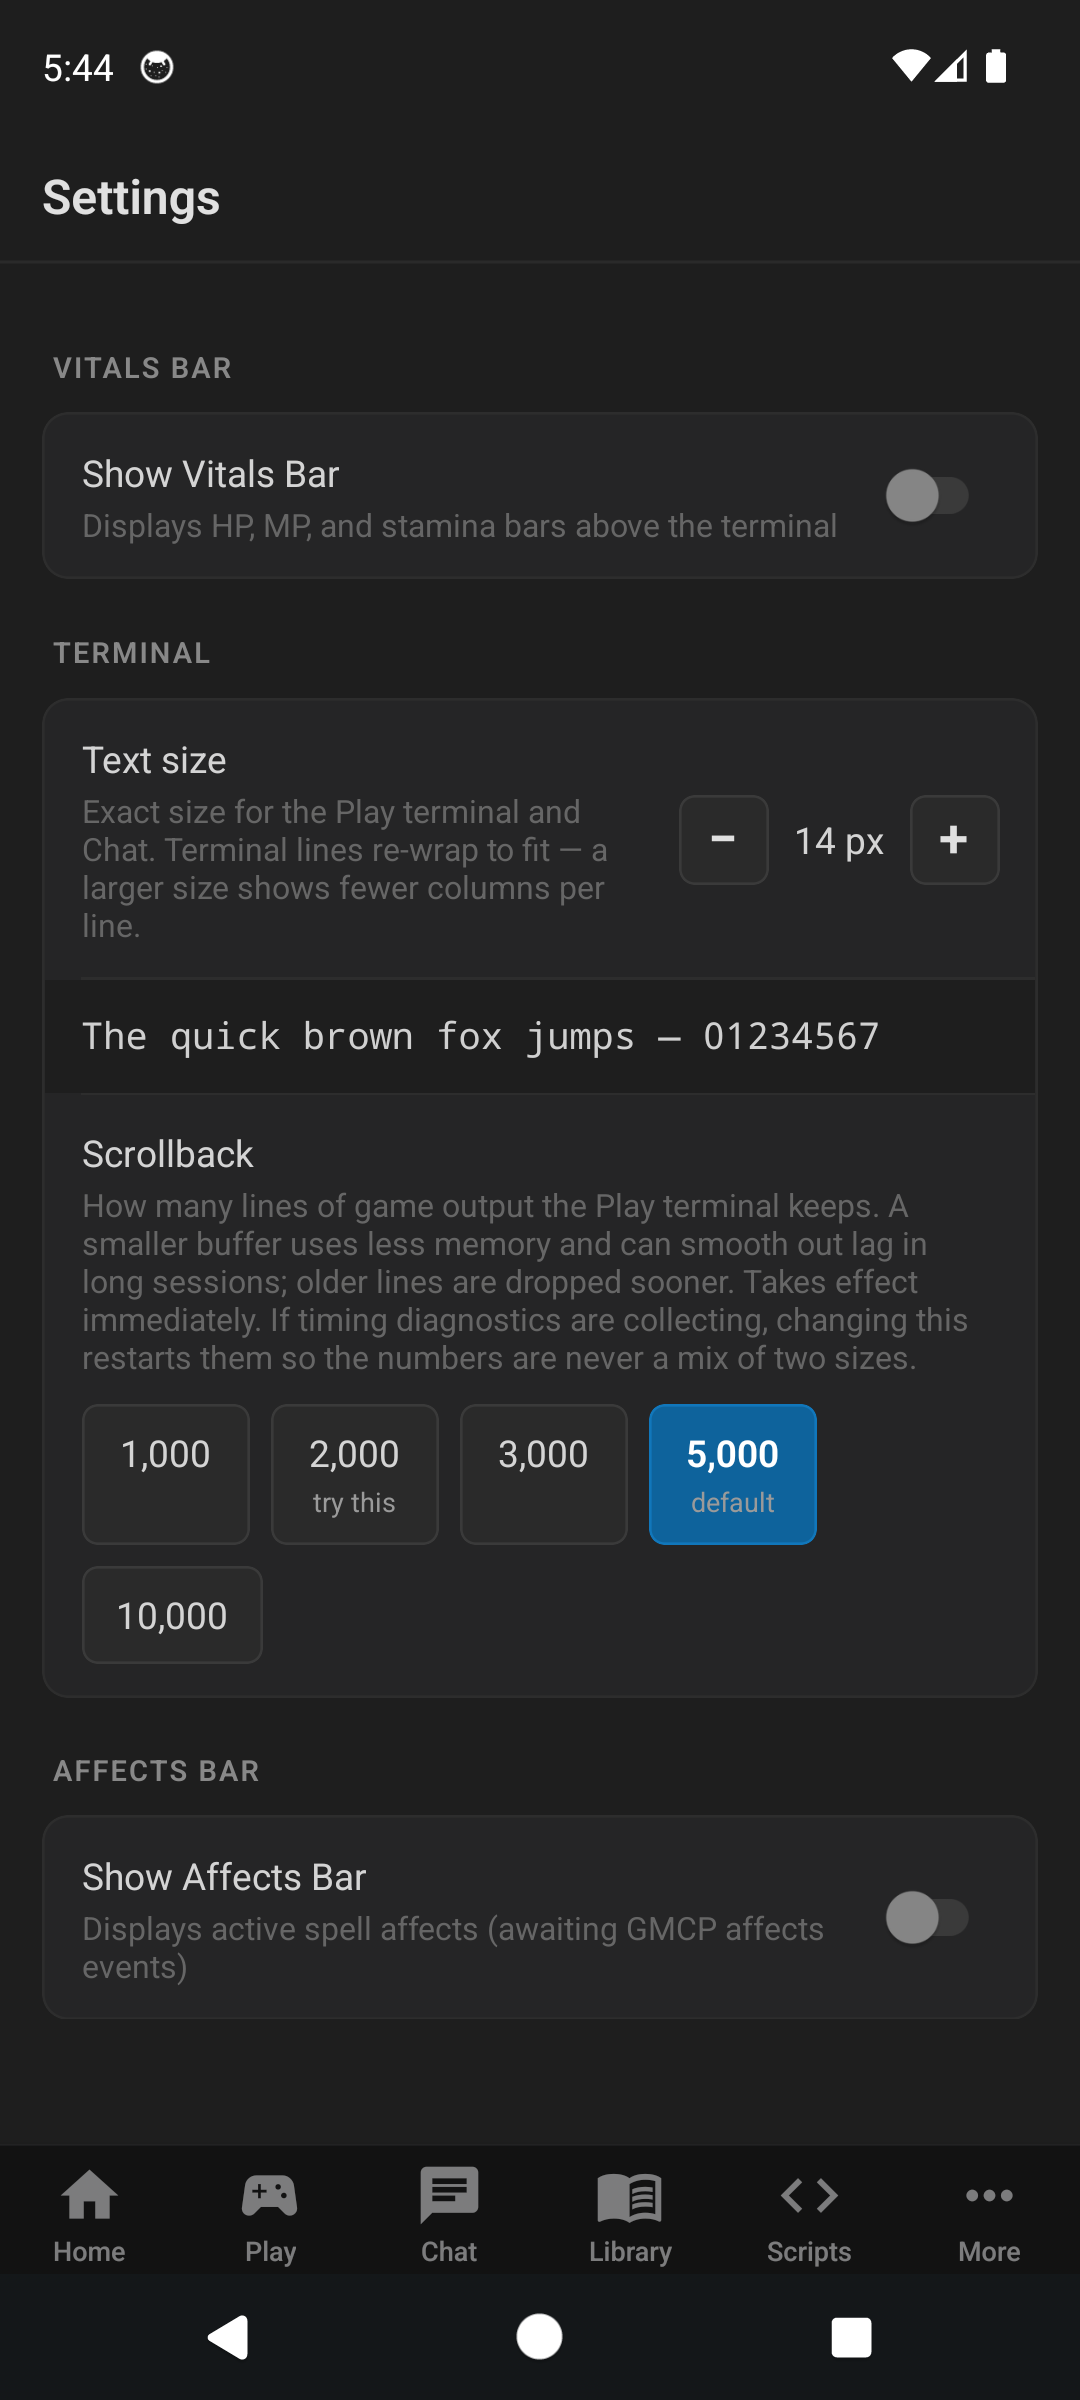 5:44
Settings
VITALS BAR
Show Vitals Bar
Displays HP, MP, and stamina bars above the terminal
TERMINAL
Text size
Exact size for the Play terminal and
Chat. Terminal lines re-wrap to fit — a
larger size shows fewer columns per
line.
− 14 px +
The quick brown fox jumps — 01234567
Scrollback
How many lines of game output the Play terminal keeps. A
smaller buffer uses less memory and can smooth out lag in
long sessions; older lines are dropped sooner. Takes effect
immediately. If timing diagnostics are collecting, changing this
restarts them so the numbers are never a mix of two sizes.
1,000 2,000 3,000 5,000
try this default
10,000
AFFECTS BAR
Show Affects Bar
Displays active spell affects (awaiting GMCP affects
events)
Home Play Chat Library Scripts More